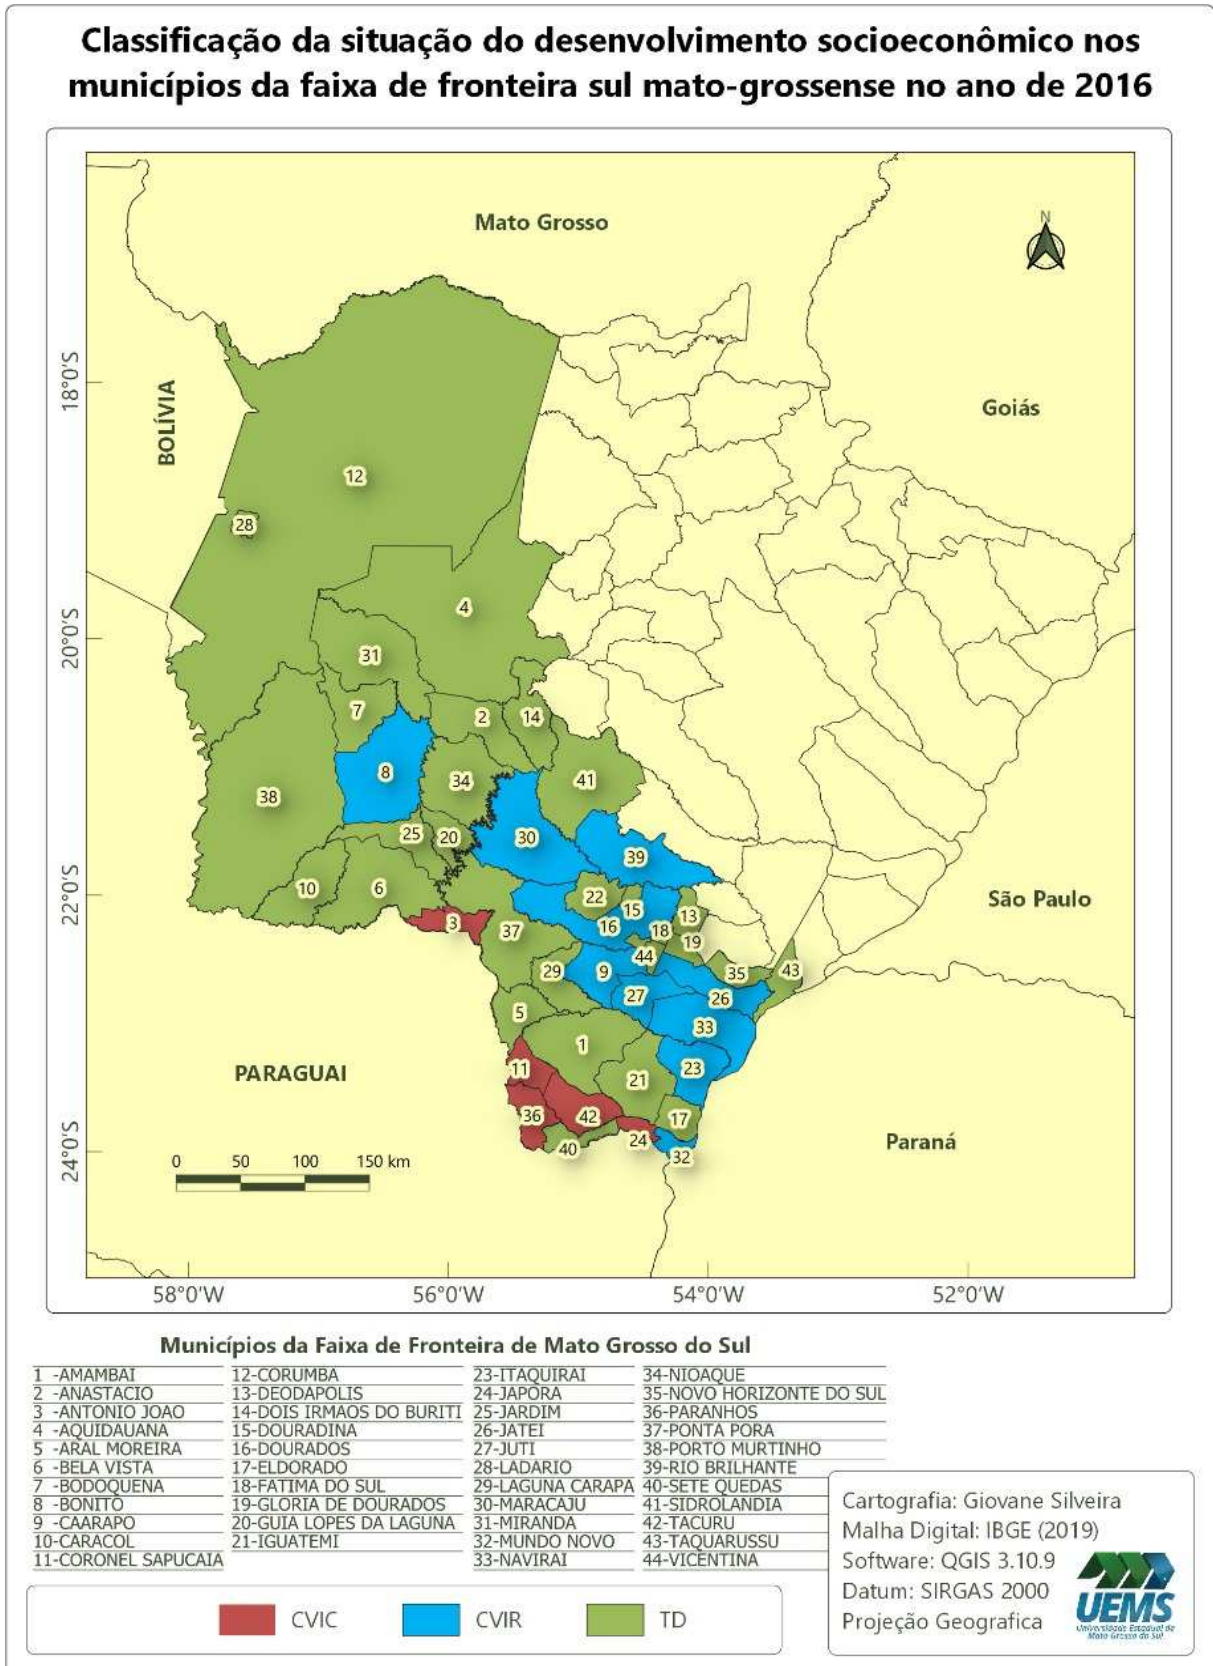 Classificação da situação do desenvolvimento socioeconômico nos
municípios da faixa de fronteira sul mato-grossense no ano de 2016
Mato Grosso
N
18°0'S
BOLÍVIA
Goiás
12
28
4
20°0'S
31
7
2
14
8
34
41
38
25
20
30
39
10
6
22°0'S
22
15
13
São Paulo
3
37
16
18
19
44
29
9
35
43
27
26
5
33
1
11
23
PARAGUAI
21
36
42
17
24
Paraná
40
32
24°0'S
0 50 100 150 km
58°0'W 56°0'W 54°0'W 52°0'W
Municípios da Faixa de Fronteira de Mato Grosso do Sul
1 -AMAMBAI
2 -ANASTACIO
3 -ANTONIO JOAO
4 -AQUIDAUANA
5 -ARAL MOREIRA
6 -BELA VISTA
7 -BODOQUENA
8 -BONITO
9 -CAARAPO
10-CARACOL
11-CORONEL SAPUCAIA
12-CORUMBA
13-DEODAPOLIS
14-DOIS IRMAOS DO BURITI
15-DOURADINA
16-DOURADOS
17-ELDORADO
18-FATIMA DO SUL
19-GLORIA DE DOURADOS
20-GUIA LOPES DA LAGUNA
21-IGUATEMI
23-ITAQUIRAI
24-JAPORA
25-JARDIM
26-JATEI
27-JUTI
28-LADARIO
29-LAGUNA CARAPA
30-MARACAJU
31-MIRANDA
32-MUNDO NOVO
33-NAVIRAI
34-NIOAQUE
35-NOVO HORIZONTE DO SUL
36-PARANHOS
37-PONTA PORA
38-PORTO MURTINHO
39-RIO BRILHANTE
40-SETE QUEDAS
41-SIDROLANDIA
42-TACURU
43-TAQUARUSSU
44-VICENTINA
CVIC CVIR TD
Cartografia: Giovane Silveira
Malha Digital: IBGE (2019)
Software: QGIS 3.10.9
Datum: SIRGAS 2000
Projeção Geografica
UEMS
Universidade Estadual de
Mato Grosso do Sul